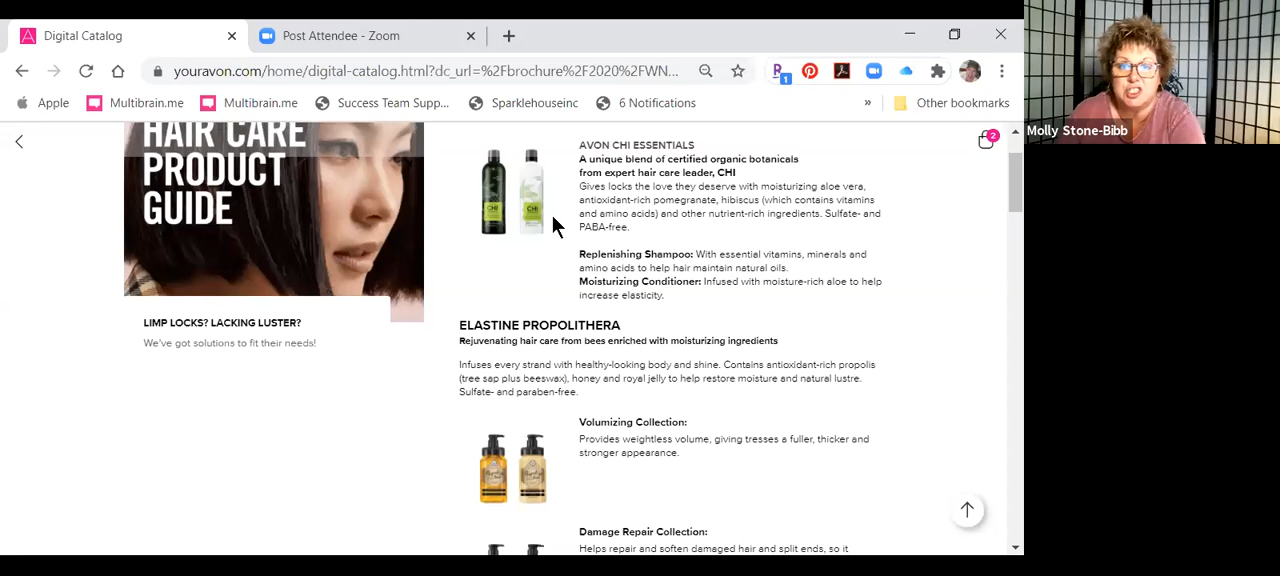 Digital Catalog
Post Attendee - Zoom
youravon.com/home/digital-catalog.html?dc_url=%2Fbrochure%2F2020%2FWN...
1
Apple
Multibrain.me
Multibrain.me
Success Team Supp...
Sparklehouseinc
6 Notifications
»
Other bookmarks
Molly Stone-Bibb
2
HAIR CARE
PRODUCT
GUIDE
LIMP LOCKS? LACKING LUSTER?
We've got solutions to fit their needs!
AVON CHI ESSENTIALS
A unique blend of certified organic botanicals
from expert hair care leader, CHI
Gives locks the love they deserve with moisturizing aloe vera,
antioxidant-rich pomegranate, hibiscus (which contains vitamins
and amino acids) and other nutrient-rich ingredients. Sulfate- and
PABA-free.
CHI
CHI
Replenishing Shampoo: With essential vitamins, minerals and
amino acids to help hair maintain natural oils.
Moisturizing Conditioner: Infused with moisture-rich aloe to help
increase elasticity.
ELASTINE PROPOLITHERA
Rejuvenating hair care from bees enriched with moisturizing ingredients
Infuses every strand with healthy-looking body and shine. Contains antioxidant-rich propolis
(tree sap plus beeswax), honey and royal jelly to help restore moisture and natural lustre.
Sulfate- and paraben-free.
Volumizing Collection:
Provides weightless volume, giving tresses a fuller, thicker and
stronger appearance.
Damage Repair Collection:
Helps repair and soften damaged hair and split ends, so it